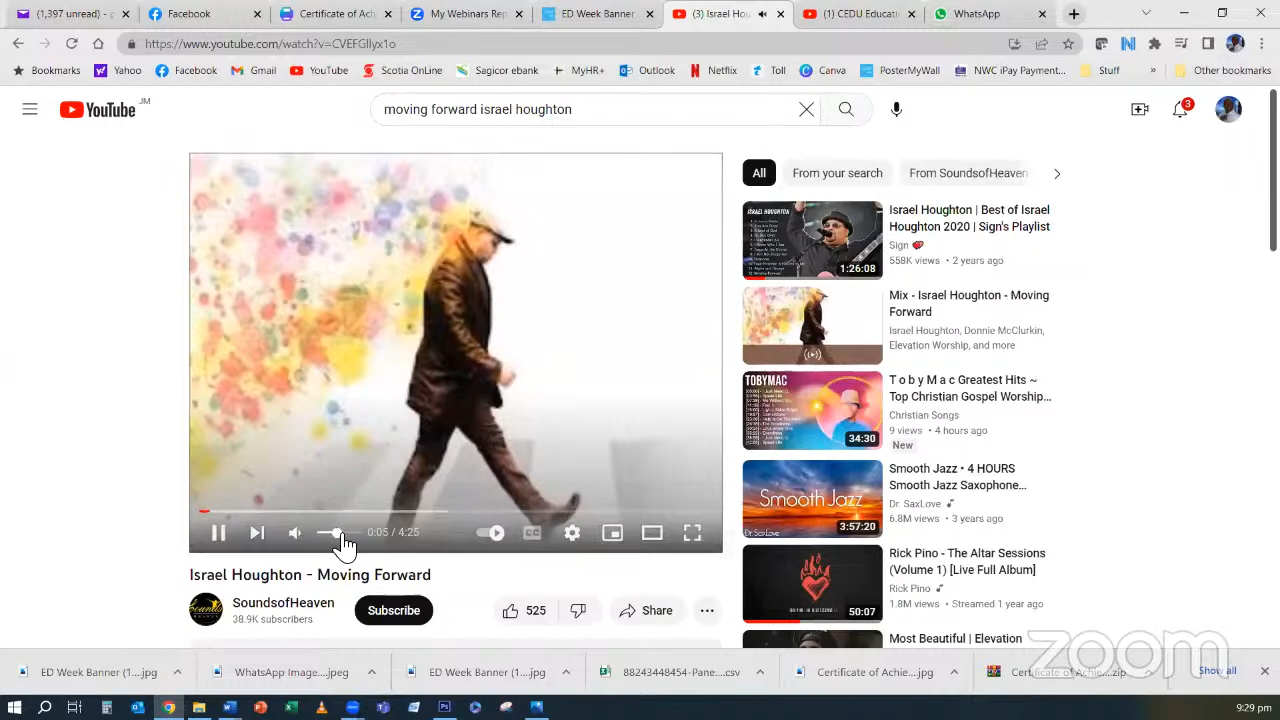 (1,397 unread)
Facebook
Certificate of Ach
My Webinars Rep
ED Week Banner
(3) Israel Hou
(1) CEDU Educati
WhatsApp
https://www.youtube.com/watch?v=CVEFGIlyx1o
Bookmarks
Yahoo
Facebook
Gmail
YouTube
Scotia OnLine
Sagicor ebank
MyHR+
Outlook
Netflix
Toll
Canva
PosterMyWall
NWC iPay Payment...
Stuff
»
Other bookmarks
YouTube JM
moving forward israel houghton
3
All
From your search
From SoundsofHeaven
ISRAEL HOUGHTON
1:26:08
Israel Houghton | Best of Israel
Houghton 2020 | Sign's Playlist
Sign
558K views • 2 years ago
Mix - Israel Houghton - Moving
Forward
Israel Houghton, Donnie McClurkin,
Elevation Worship, and more
TOBYMAC
34:30
T o b y M a c Greatest Hits ~
Top Christian Gospel Worship...
Christian Songs
9 views • 4 hours ago
New
Smooth Jazz
Dr. SaxLove
3:57:20
Smooth Jazz • 4 HOURS
Smooth Jazz Saxophone...
Dr. SaxLove
6.8M views • 3 years ago
50:07
Rick Pino - The Altar Sessions
(Volume 1) [Live Full Album]
Rick Pino
1.8M views • Streamed 1 year ago
Most Beautiful | Elevation
0:05 / 4:25
CC
Israel Houghton - Moving Forward
SoundsofHeaven
38.9K subscribers
Subscribe
525
Share
zoom
ED Week Banner (1....jpg
WhatsApp Image....jpg
ED Week Banner....jpg
88243448454-Pane....csv
Certificate of Achie....jpg
Certificate of Achie....zip
Show all
9:29 pm